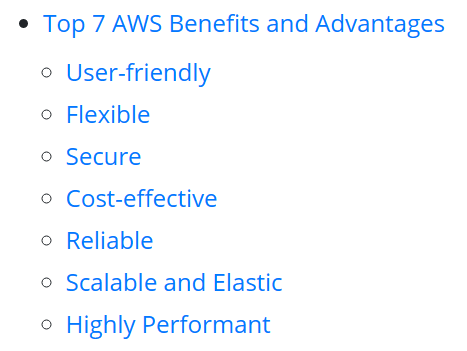 Top 7 AWS Benefits and Advantages
User-friendly
Flexible
Secure
Cost-effective
Reliable
Scalable and Elastic
Highly Performant